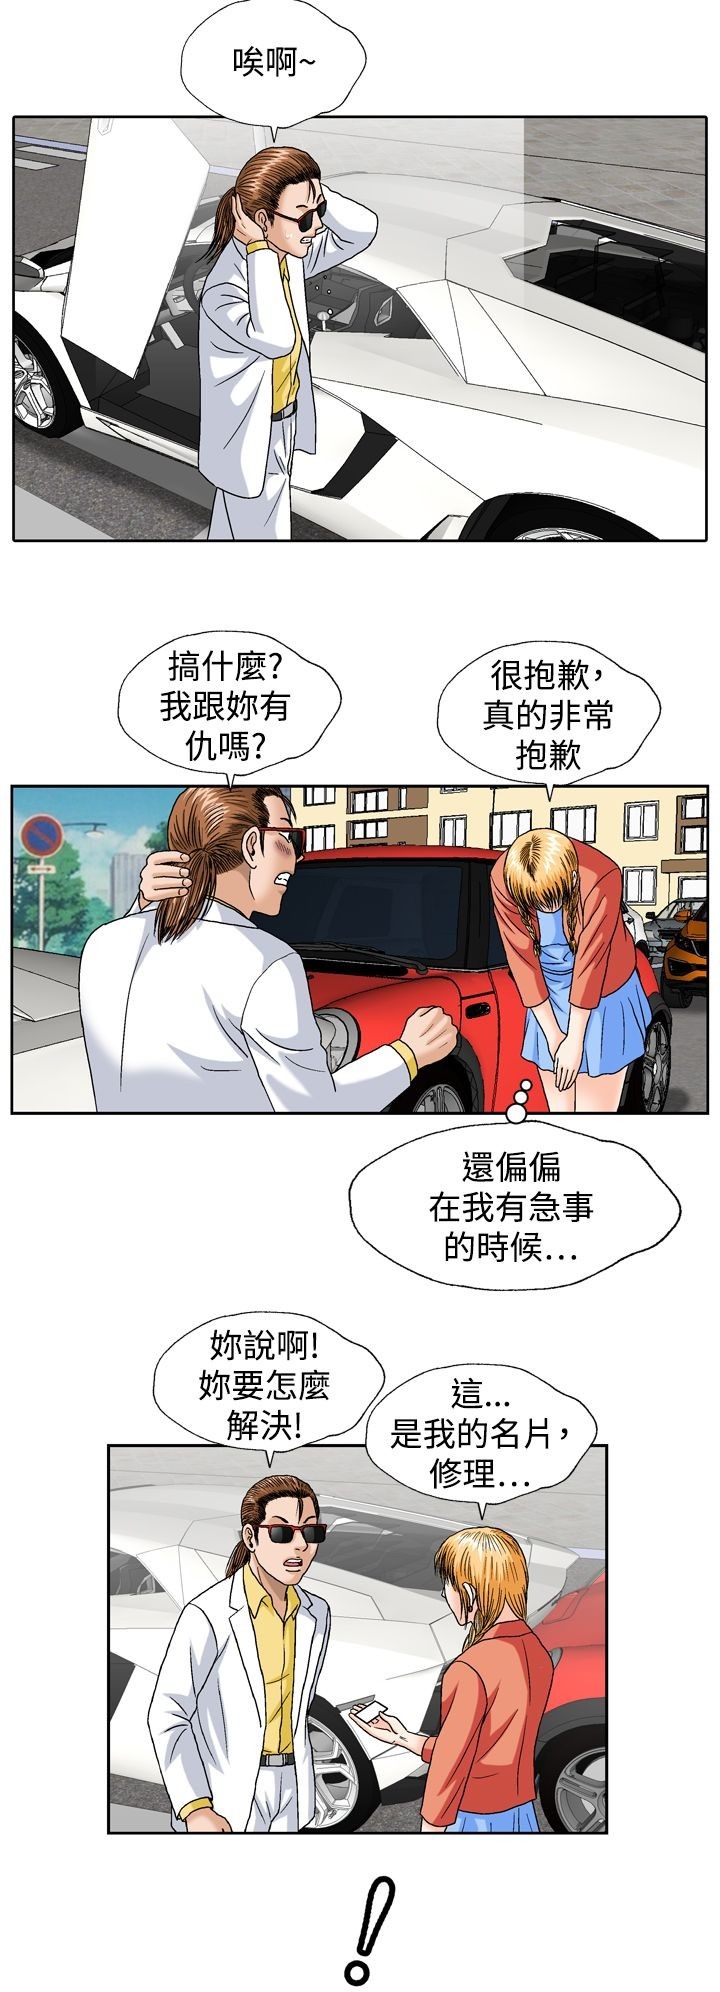 唉啊~
搞什麼?
我跟妳有
仇嗎?
很抱歉,
真的非常
抱歉
還偏偏
在我有急事
的時候...
妳說啊!
妳要怎麼
解決!
這...
是我的名片,
修理...
!